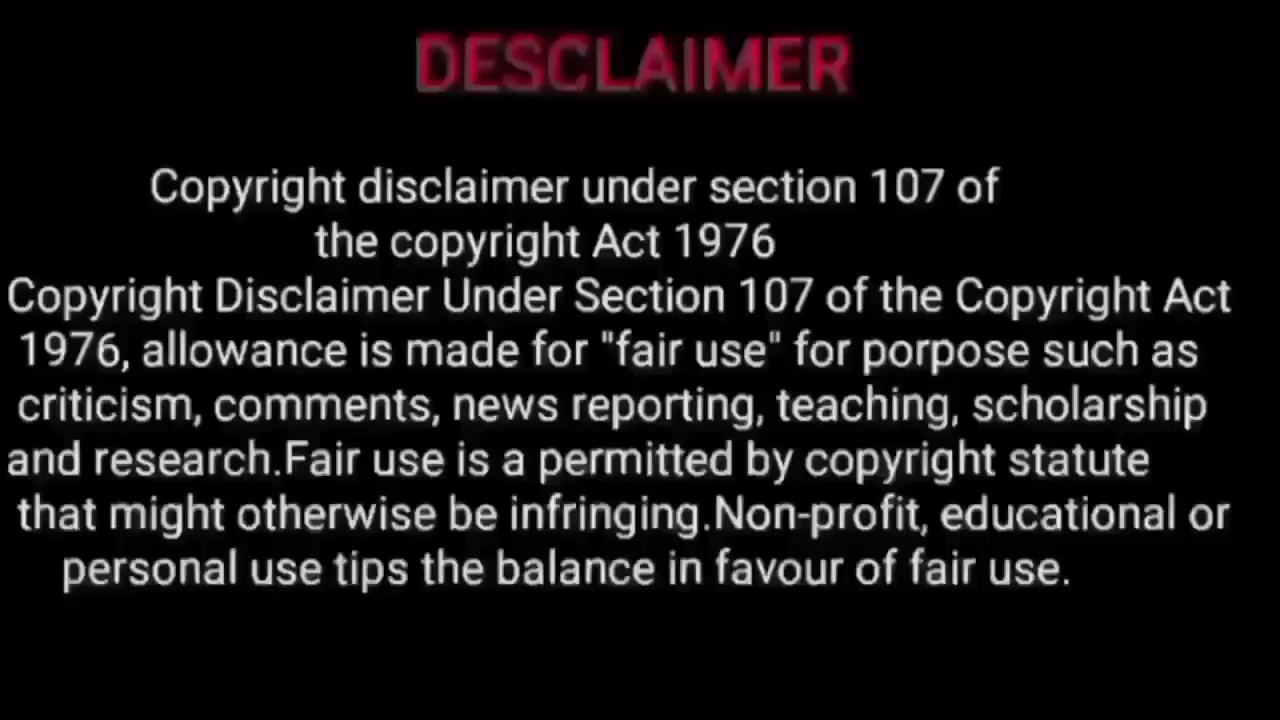 DESCLAIMER
Copyright disclaimer under section 107 of
the copyright Act 1976
Copyright Disclaimer Under Section 107 of the Copyright Act
1976, allowance is made for "fair use" for porpose such as
criticism, comments, news reporting, teaching, scholarship
and research.Fair use is a permitted by copyright statute
that might otherwise be infringing.Non-profit, educational or
personal use tips the balance in favour of fair use.